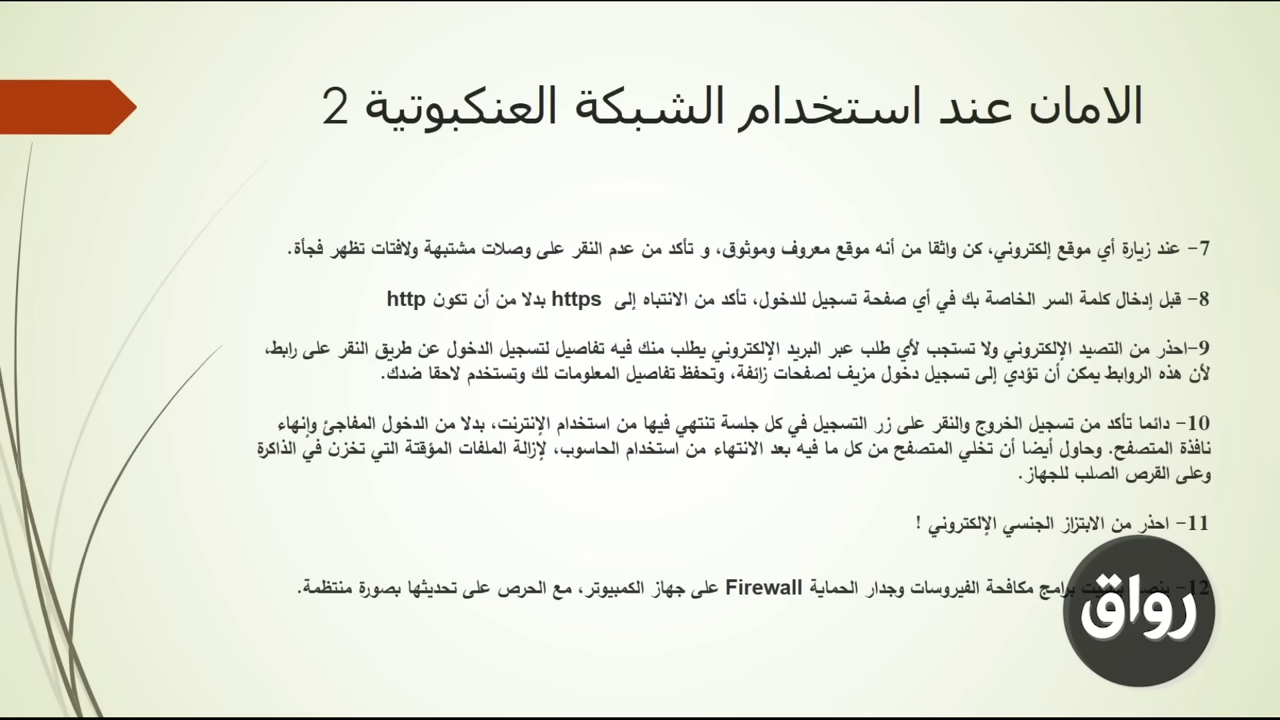 الامان عند استخدام الشبكة العنكبوتية 2
7- عند زيارة أي موقع إلكتروني، كن واثقا من أنه موقع معروف وموثوق، و تأكد من عدم النقر على وصلات مشتبهة ولافتات تظهر فجأة.
8- قبل إدخال كلمة السر الخاصة بك في أي صفحة تسجيل للدخول، تأكد من الانتباه إلى https بدلا من أن تكون http
9-احذر من التصيد الإلكتروني ولا تستجب لأي طلب عبر البريد الإلكتروني يطلب منك فيه تفاصيل لتسجيل الدخول عن طريق النقر على رابط،
لأن هذه الروابط يمكن أن تؤدي إلى تسجيل دخول مزيف لصفحات زائفة، وتحفظ تفاصيل المعلومات لك وتستخدم لاحقا ضدك.
10- دائما تأكد من تسجيل الخروج والنقر على زر التسجيل في كل جلسة تنتهي فيها من استخدام الإنترنت، بدلا من الدخول المفاجئ وإنهاء
نافذة المتصفح. وحاول أيضا أن تخلي المتصفح من كل ما فيه بعد الانتهاء من استخدام الحاسوب، لإزالة الملفات المؤقتة التي تخزن في الذاكرة
وعلى القرص الصلب للجهاز.
11- احذر من الابتزاز الجنسي الإلكتروني !
12- برامج مكافحة الفيروسات وجدار الحماية Firewall على جهاز الكمبيوتر، مع الحرص على تحديثها بصورة منتظمة.
رواق